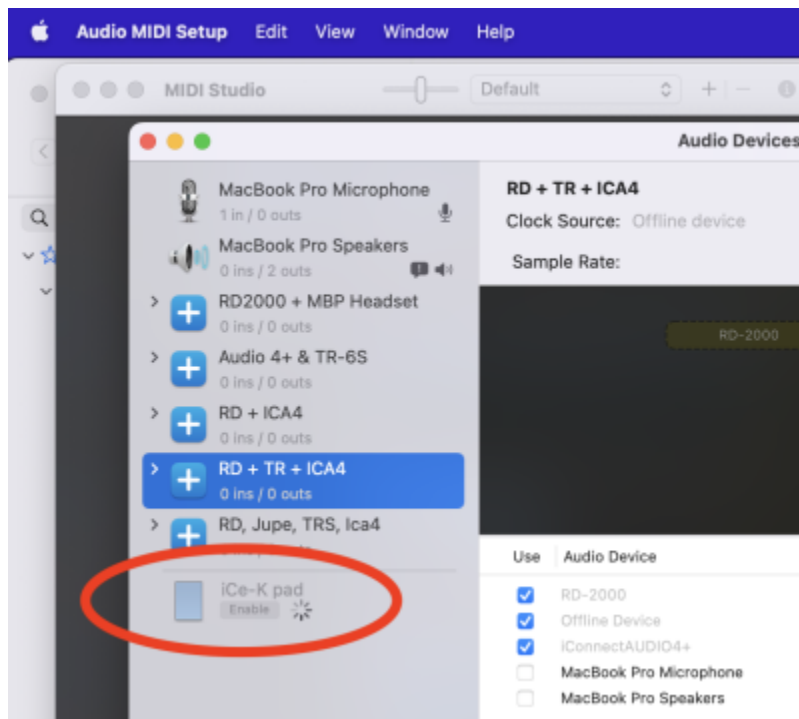 Audio MIDI Setup Edit View Window Help
MIDI Studio Default
Audio Devices
MacBook Pro Microphone
1 in / 0 outs
MacBook Pro Speakers
0 ins / 2 outs
RD2000 + MBP Headset
0 ins / 0 outs
Audio 4+ & TR-6S
0 ins / 0 outs
RD + ICA4
0 ins / 0 outs
RD + TR + ICA4
0 ins / 0 outs
RD, Jupe, TRS, Ica4
iCe-K pad
Enable
RD + TR + ICA4
Clock Source: Offline device
Sample Rate:
RD-2000
Use Audio Device
RD-2000
Offline Device
iConnectAUDIO4+
MacBook Pro Microphone
MacBook Pro Speakers